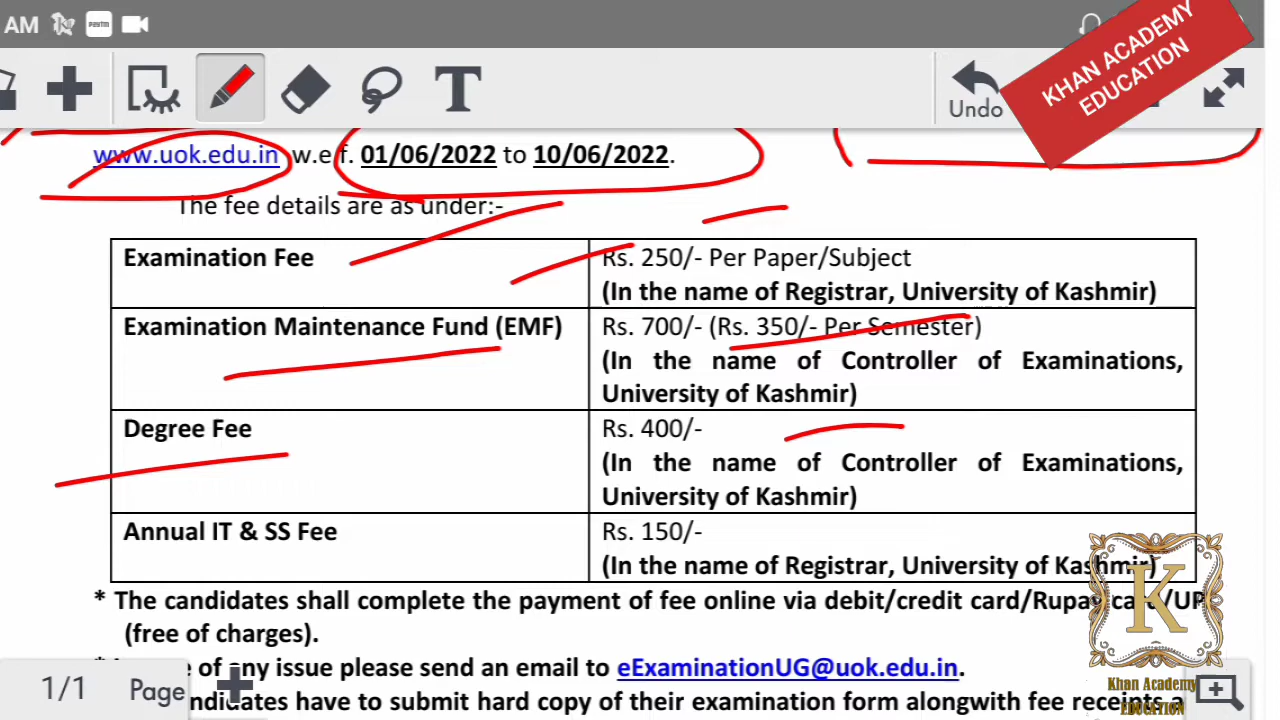 AM
Paytm
KHAN ACADEMY
EDUCATION
T
Undo
www.uok.edu.in w.e.f. 01/06/2022 to 10/06/2022.
The fee details are as under:-
Examination Fee
Rs. 250/- Per Paper/Subject
(In the name of Registrar, University of Kashmir)
Examination Maintenance Fund (EMF)
Rs. 700/- (Rs. 350/- Per Semester)
(In the name of Controller of Examinations,
University of Kashmir)
Degree Fee
Rs. 400/-
(In the name of Controller of Examinations,
University of Kashmir)
Annual IT & SS Fee
Rs. 150/-
(In the name of Registrar, University of Kashmir)
* The candidates shall complete the payment of fee online via debit/credit card/Rupay card/UP
(free of charges).
of any issue please send an email to eExaminationUG@uok.edu.in.
ndidates have to submit hard copy of their examination form alongwith fee receipts
1/1 Page
K
Khan Academy
EDUCATION